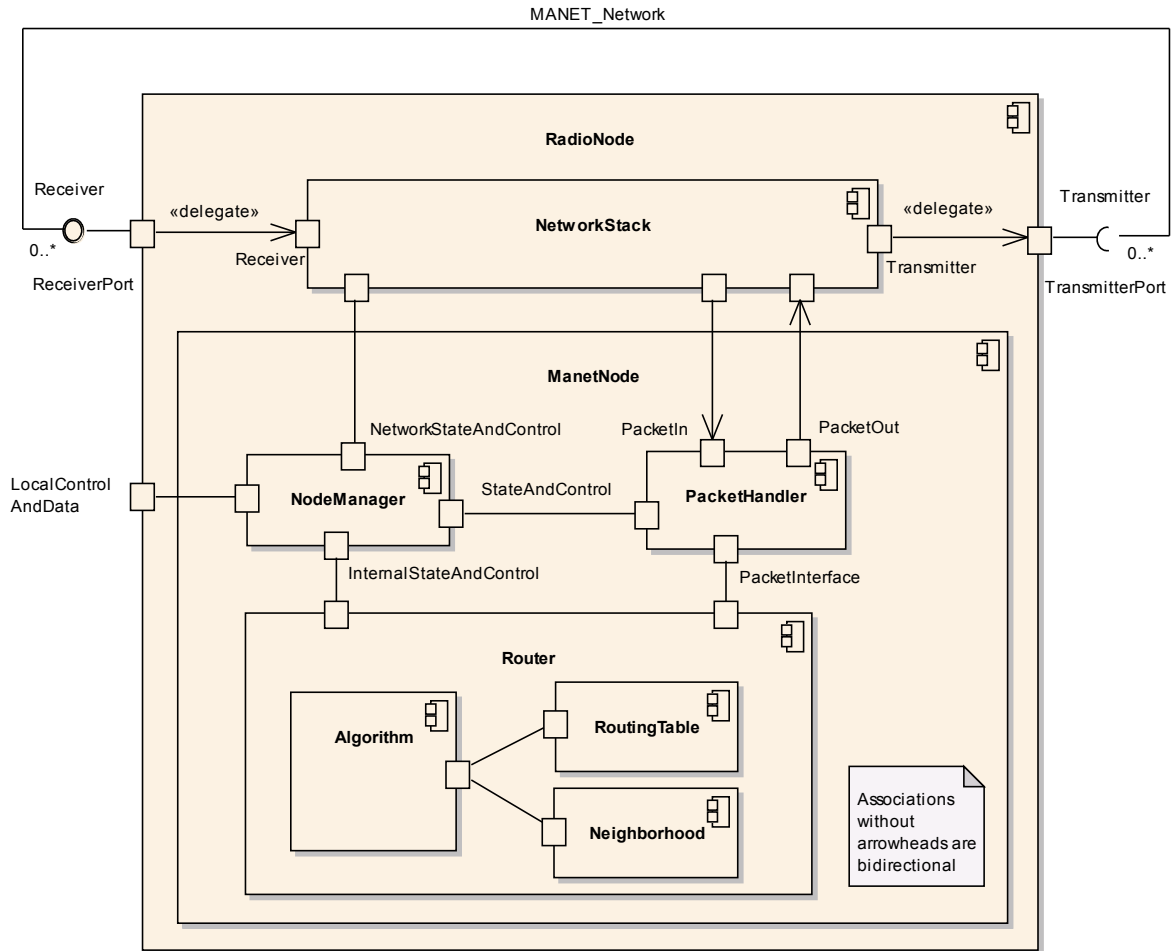 MANET_Network
RadioNode
Receiver
«delegate»
NetworkStack
«delegate»
Transmitter
0..*
Receiver
Transmitter
0..*
ReceiverPort
TransmitterPort
ManetNode
NetworkStateAndControl
PacketIn
PacketOut
LocalControl
AndData
NodeManager
StateAndControl
PacketHandler
InternalStateAndControl
PacketInterface
Router
Algorithm
RoutingTable
Neighborhood
Associations
without
arrowheads are
bidirectional